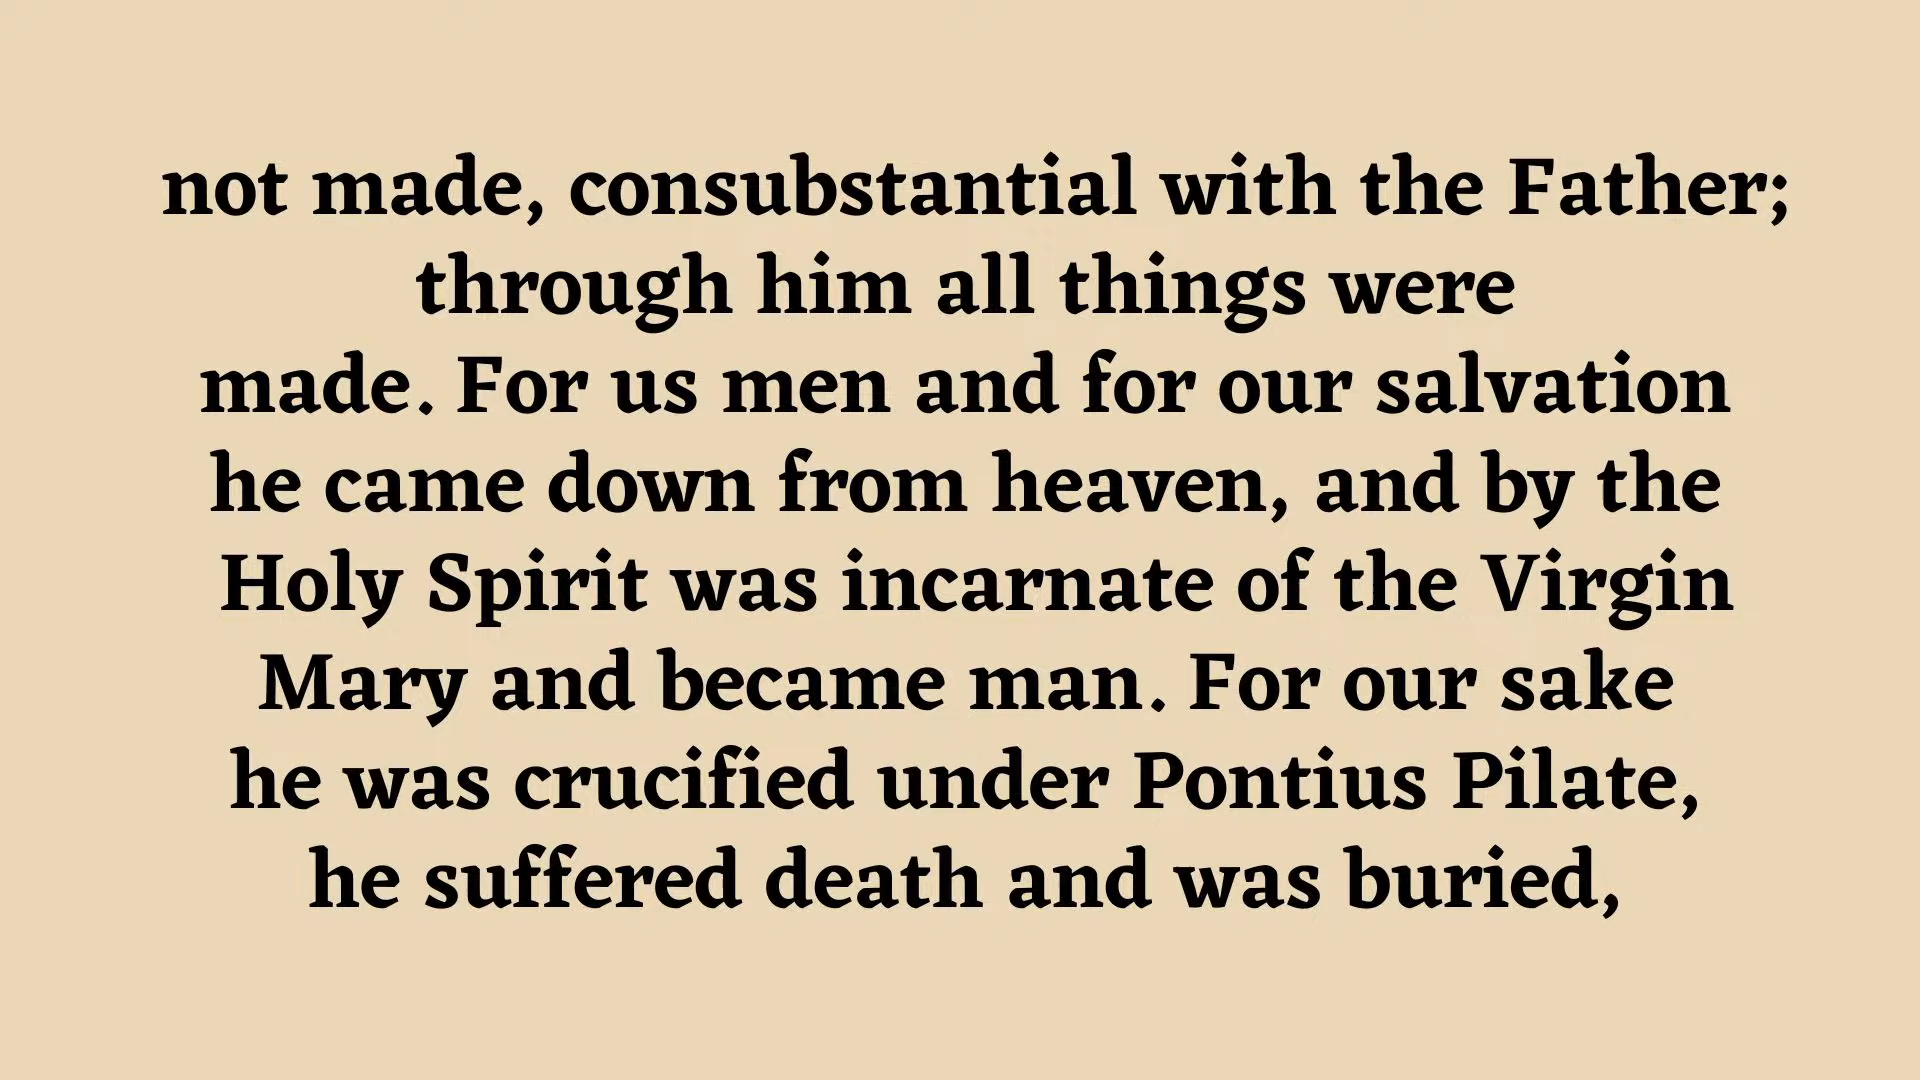 not made, consubstantial with the Father;
through him all things were
made. For us men and for our salvation
he came down from heaven, and by the
Holy Spirit was incarnate of the Virgin
Mary and became man. For our sake
he was crucified under Pontius Pilate,
he suffered death and was buried,